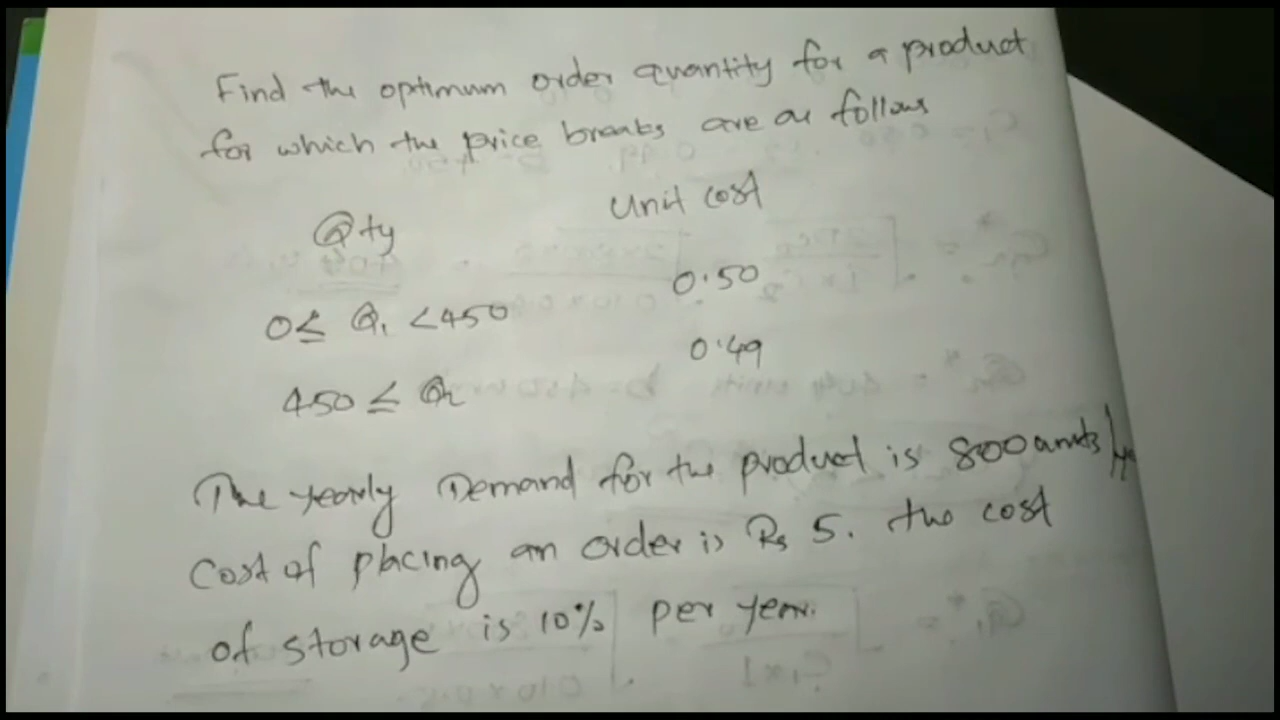 Find the optimum order quantity for a product
for which the price breaks are as follows
Qty Unit cost
0≤ Q₁ <450 0.50
450 ≤ Q₂ 0.49
The yearly Demand for the product is 800 units/yr
Cost of placing an order is Rs 5. the cost
of storage is 10% per year.